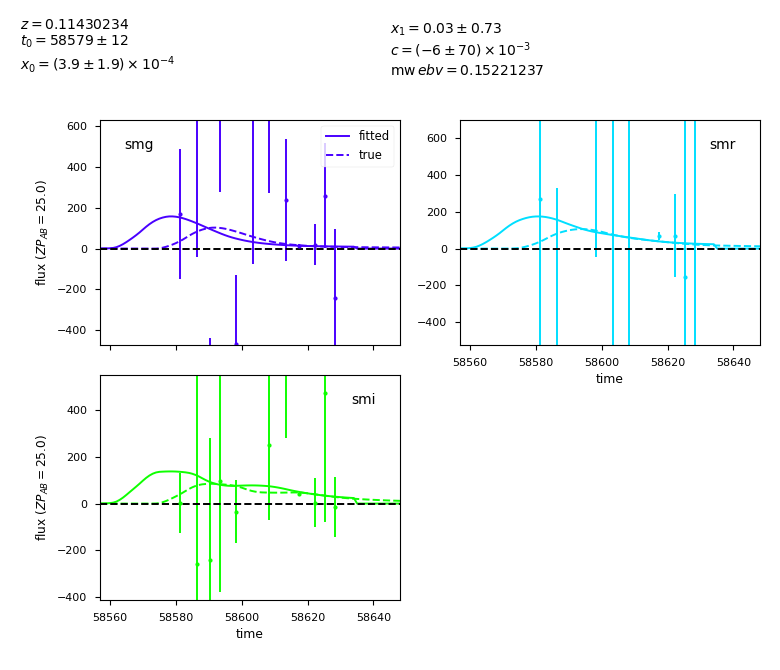 z = 0.11430234
t₀ = 58579 ± 12
x₀ = (3.9 ± 1.9) × 10⁻⁴
x₁ = 0.03 ± 0.73
c = (−6 ± 70) × 10⁻³
mw ebv = 0.15221237
smg
fitted
true
600
400
200
0
−200
−400
flux (ZP_AB = 25.0)
smr
600
400
200
0
−200
−400
58560 58580 58600 58620 58640
time
smi
400
200
0
−200
−400
flux (ZP_AB = 25.0)
58560 58580 58600 58620 58640
time